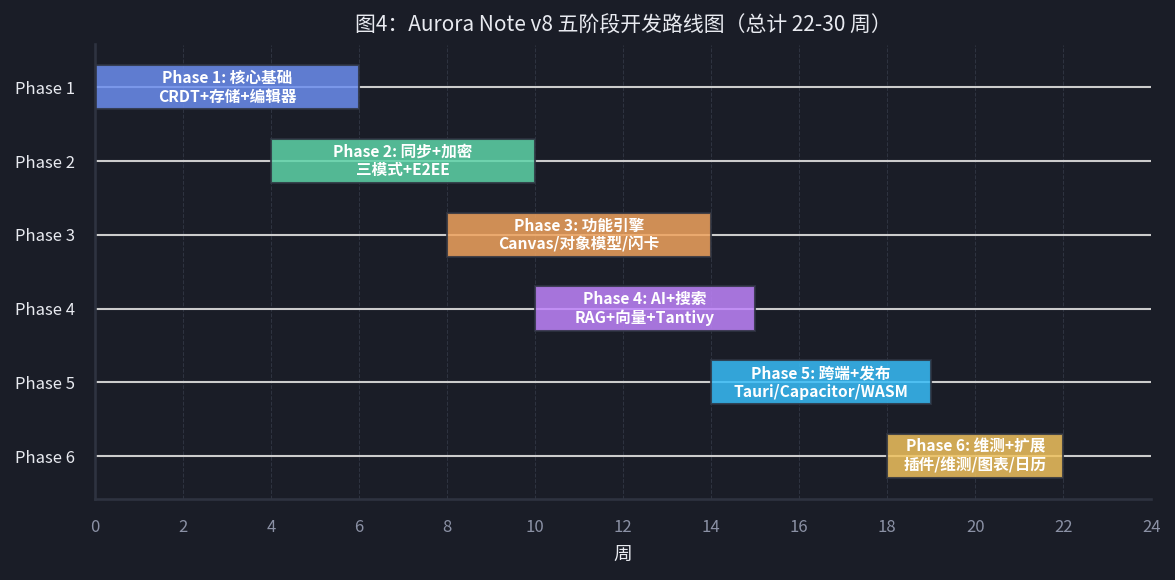 图4：Aurora Note v8 五阶段开发路线图（总计 22-30 周）
Phase 1
Phase 1: 核心基础
CRDT+存储+编辑器
Phase 2
Phase 2: 同步+加密
三模式+E2EE
Phase 3
Phase 3: 功能引擎
Canvas/对象模型/闪卡
Phase 4
Phase 4: AI+搜索
RAG+向量+Tantivy
Phase 5
Phase 5: 跨端+发布
Tauri/Capacitor/WASM
Phase 6
Phase 6: 维测+扩展
插件/维测/图表/日历
0 2 4 6 8 10 12 14 16 18 20 22 24
周